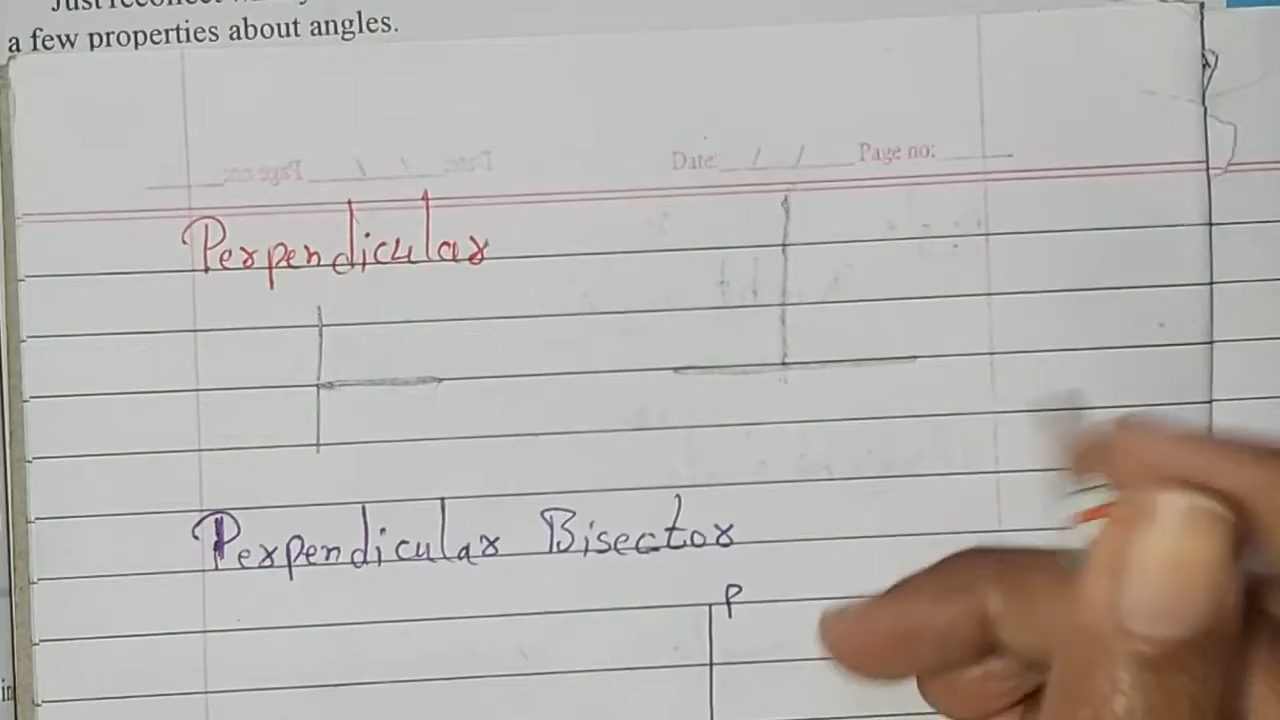 a few properties about angles.
Date: / / Page no:
Perpendicular
Perpendicular Bisector
P